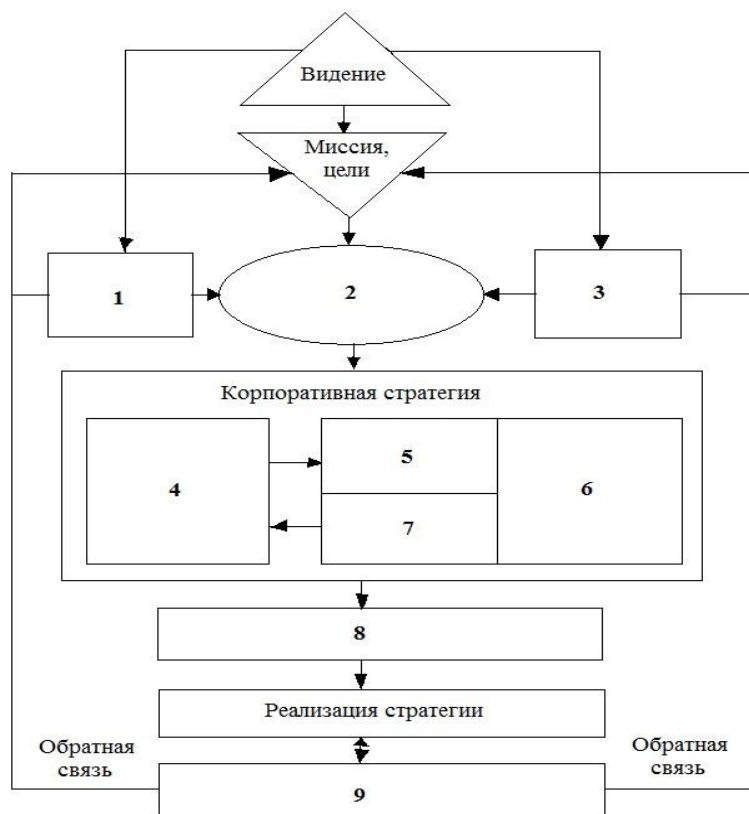 Видение
Миссия,
цели
1
2
3
Корпоративная стратегия
4
5
6
7
8
Реализация стратегии
Обратная
связь
Обратная
связь
9